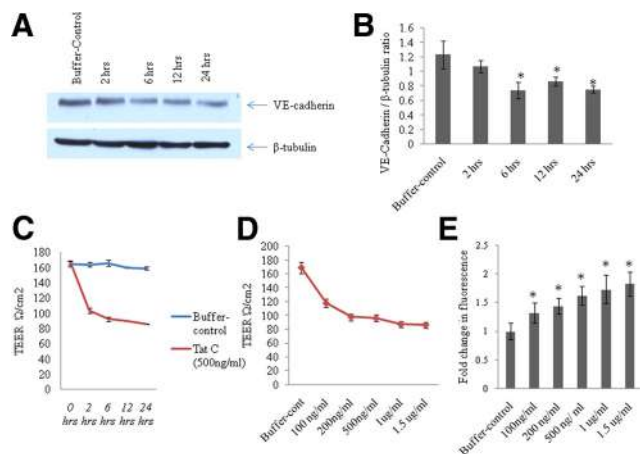 A
Buffer-Control
2 hrs
6 hrs
12 hrs
24 hrs
VE-cadherin
β-tubulin
B
VE-Cadherin / β-tubulin ratio
1.6
1.4
1.2
1
0.8
0.6
0.4
0.2
0
*
*
*
Buffer-control
2 hrs
6 hrs
12 hrs
24 hrs
C
TEER Ω/cm2
180
160
140
120
100
80
60
40
20
0
0 hrs
2 hrs
6 hrs
12 hrs
24 hrs
Buffer-control
Tat C (500ng/ml)
D
TEER Ω/cm2
200
180
160
140
120
100
80
60
40
20
0
Buffer-cont
100 ng/ml
200ng/ml
500ng/ml
1ug/ml
1.5 ug/ml
E
Fold change in fluorescence
2.5
2
1.5
1
0.5
0
*
*
*
*
*
Buffer-control
100ng/ml
200 ng/ml
500 ng/ ml
1 ug/ml
1.5 ug/ml